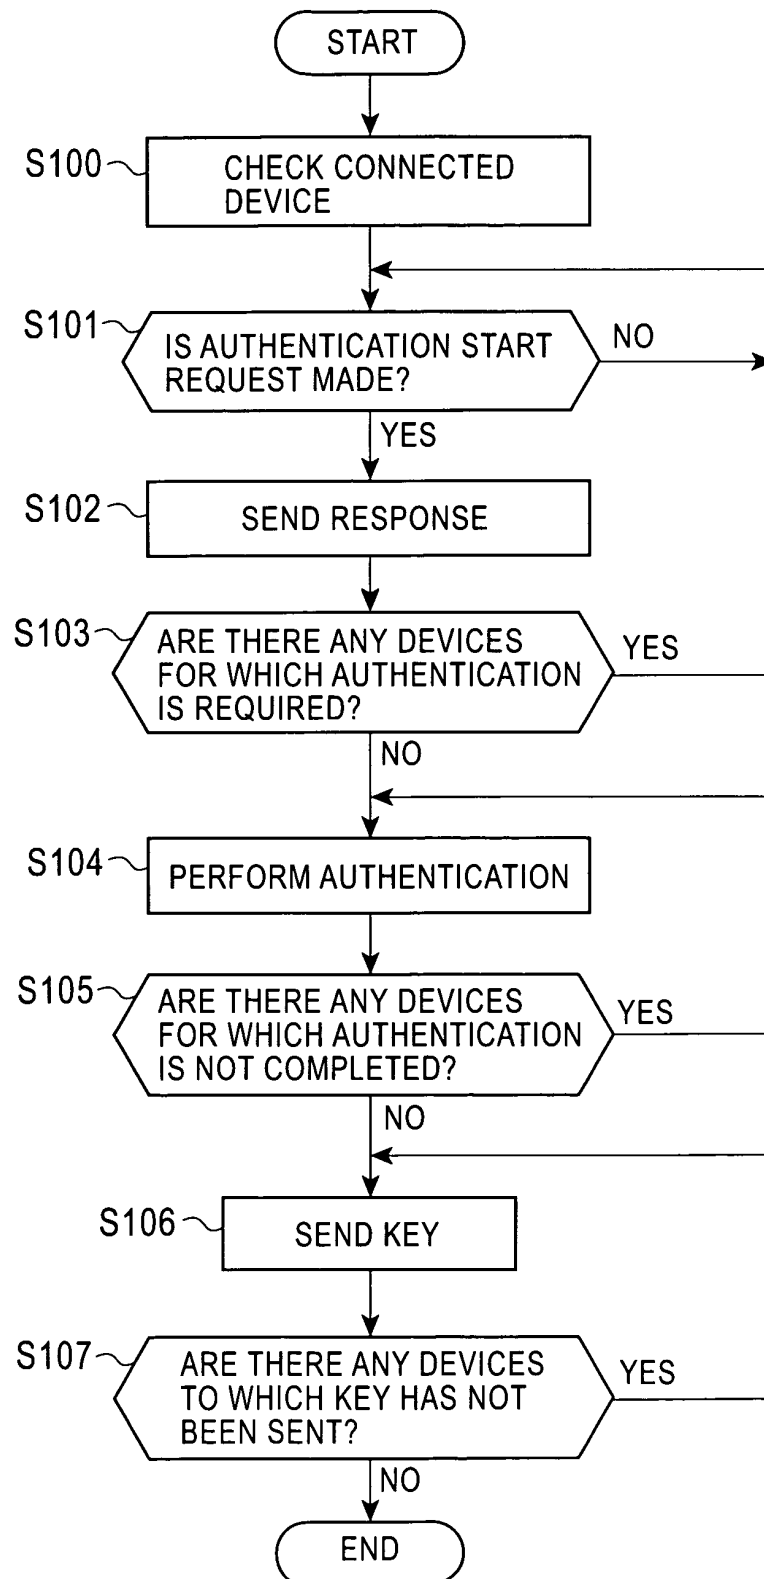 START
S100
CHECK CONNECTED
DEVICE
S101
IS AUTHENTICATION START
REQUEST MADE?
NO
YES
S102
SEND RESPONSE
S103
ARE THERE ANY DEVICES
FOR WHICH AUTHENTICATION
IS REQUIRED?
YES
NO
S104
PERFORM AUTHENTICATION
S105
ARE THERE ANY DEVICES
FOR WHICH AUTHENTICATION
IS NOT COMPLETED?
YES
NO
S106
SEND KEY
S107
ARE THERE ANY DEVICES
TO WHICH KEY HAS NOT
BEEN SENT?
YES
NO
END